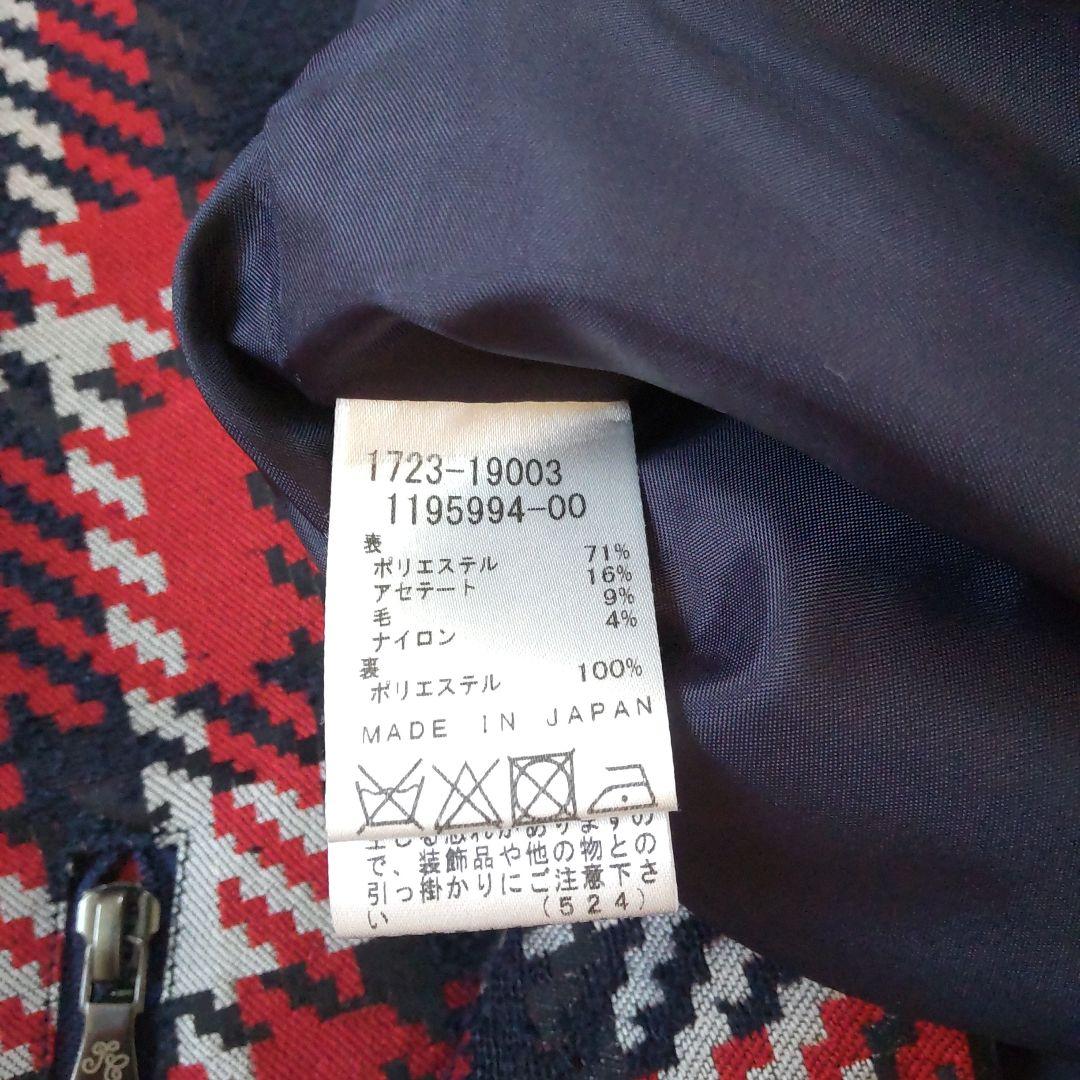 1723-19003
1195994-00
表
ポリエステル 71%
アセテート 16%
毛 9%
ナイロン 4%
裏
ポリエステル 100%
MADE IN JAPAN
で、装飾品や他の物との
引っ掛かりにご注意下さ
い (524)